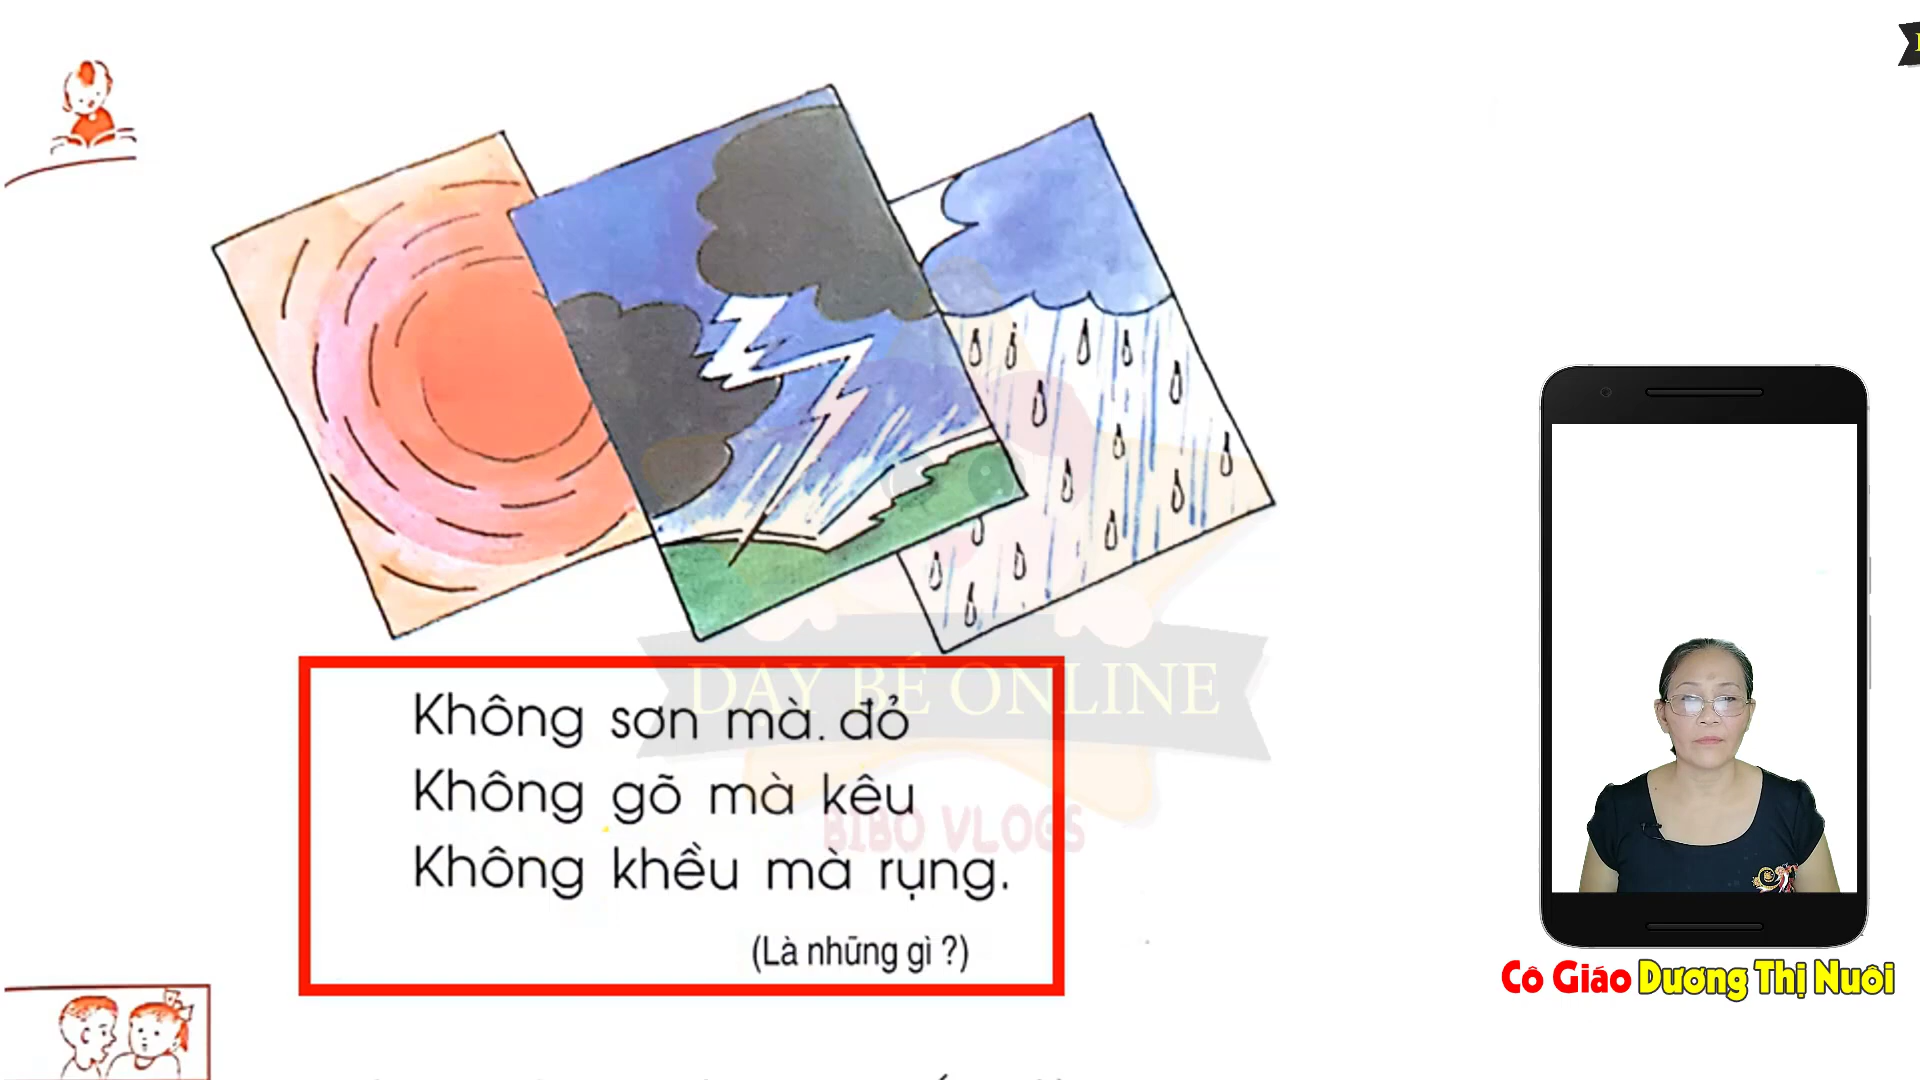 DẠY BÉ ONLINE
Không sơn mà. đỏ
Không gõ mà kêu
BIBO VLOGS
Không khều mà rụng.
(Là những gì ?)
Cô Giáo Dương Thị Nuôi